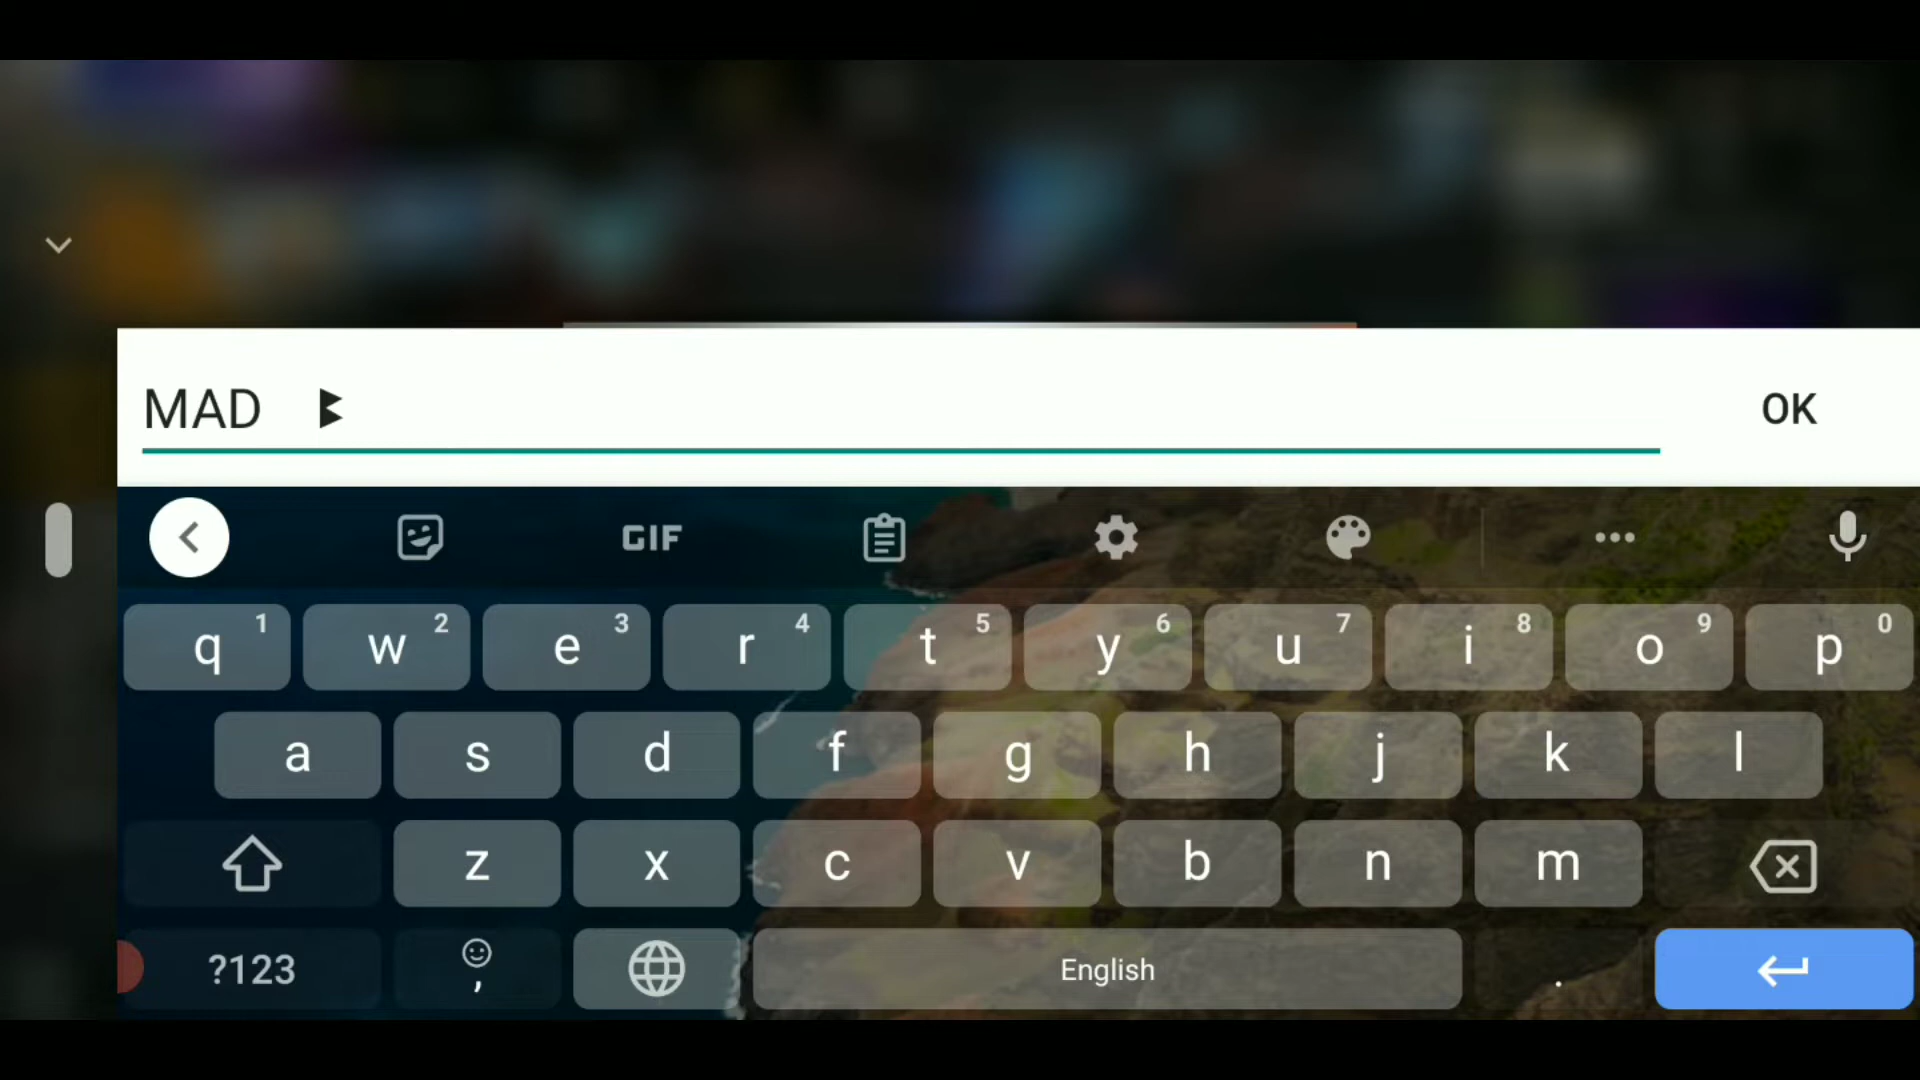 MAD ⯈
OK
GIF
q 1 w 2 e 3 r 4 t 5 y 6 u 7 i 8 o 9 p 0
a s d f g h j k l
z x c v b n m
?123 , English .